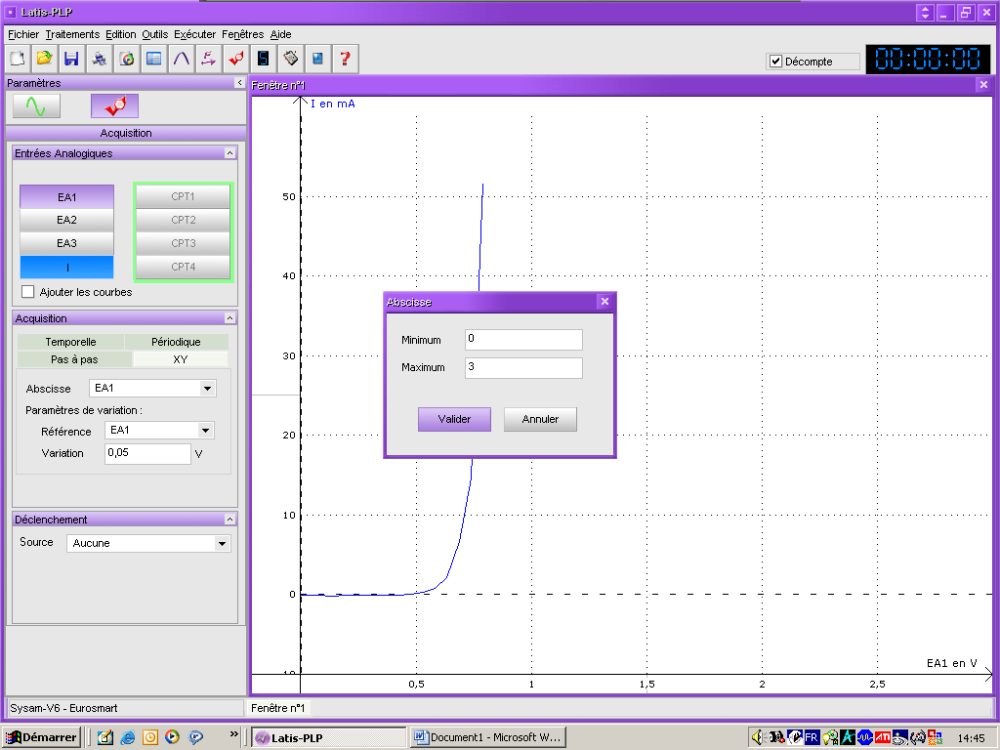 Latis-PLP
Fichier Traitements Edition Outils Exécuter Fenêtres Aide
Décompte
00:00:00
Paramètres
Acquisition
Entrées Analogiques
EA1 CPT1
EA2 CPT2
EA3 CPT3
I CPT4
Ajouter les courbes
Acquisition
Temporelle Périodique
Pas à pas XY
Abscisse EA1
Paramètres de variation :
Référence EA1
Variation 0,05 V
Déclenchement
Source Aucune
Fenêtre n°1
I en mA
50
40
30
20
10
0
10
0,5 1 1,5 2 2,5
EA1 en V
Abscisse
Minimum 0
Maximum 3
Valider Annuler
Sysam-V6 - Eurosmart
Fenêtre n°1
Démarrer
Latis-PLP
Document1 - Microsoft W...
FR
ATI
14:45